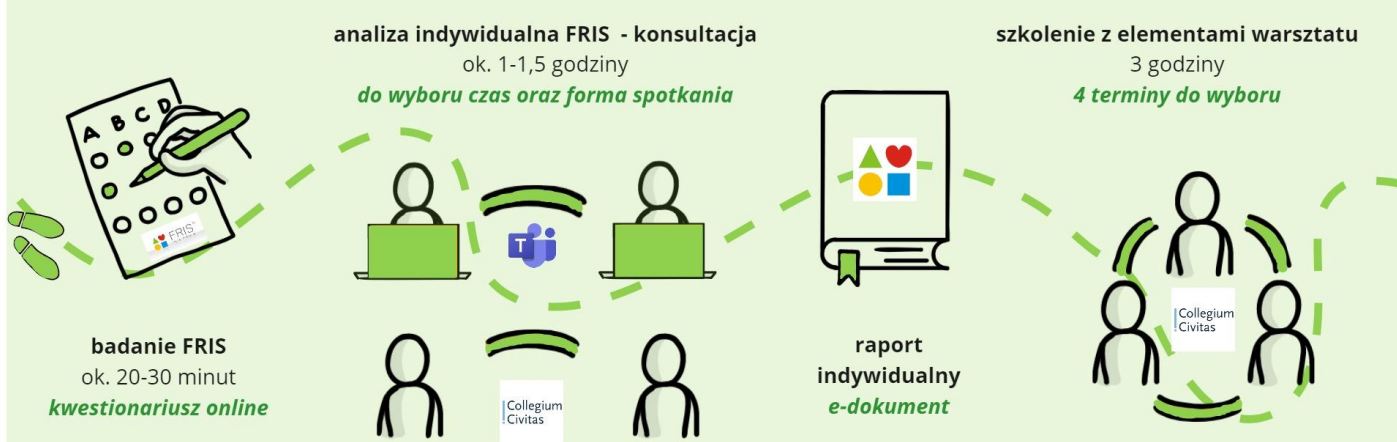 A B C D
FRIS
badanie FRIS
ok. 20-30 minut
kwestionariusz online
analiza indywidualna FRIS - konsultacja
ok. 1-1,5 godziny
do wyboru czas oraz forma spotkania
T
Collegium
Civitas
raport
indywidualny
e-dokument
szkolenie z elementami warsztatu
3 godziny
4 terminy do wyboru
Collegium
Civitas